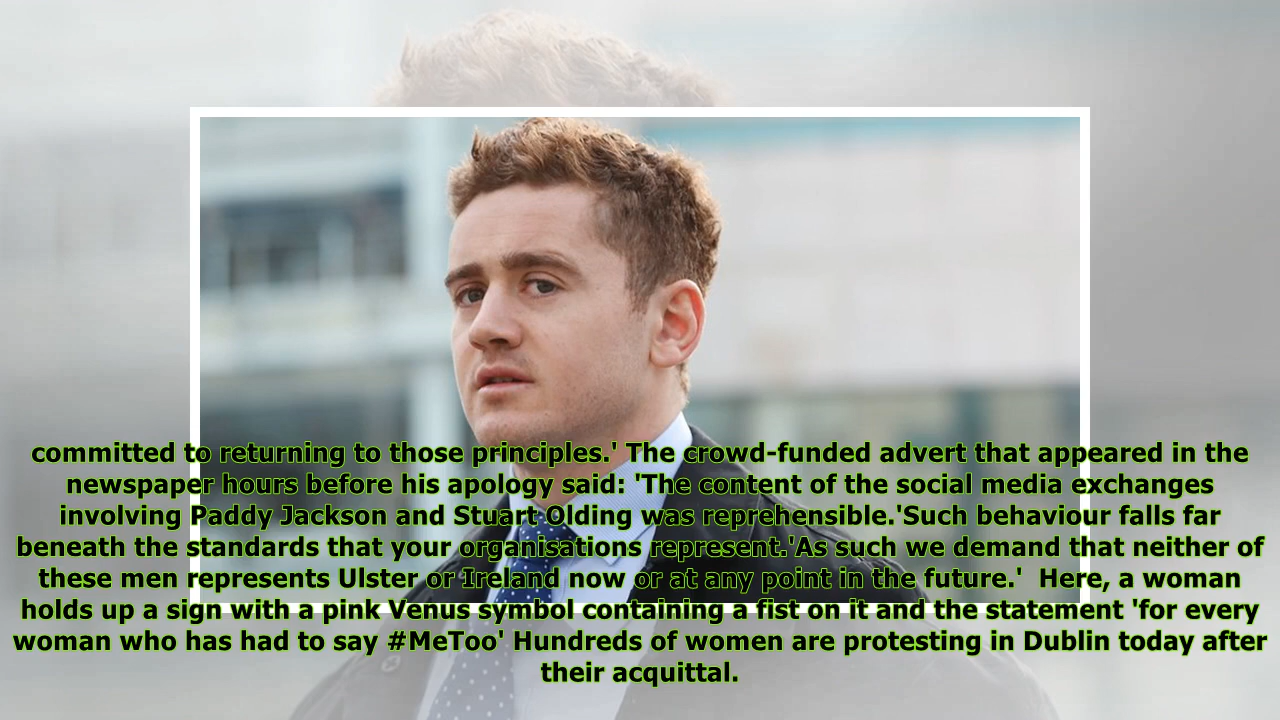 committed to returning to those principles.' The crowd-funded advert that appeared in the
newspaper hours before his apology said: 'The content of the social media exchanges
involving Paddy Jackson and Stuart Olding was reprehensible.'Such behaviour falls far
beneath the standards that your organisations represent.'As such we demand that neither of
these men represents Ulster or Ireland now or at any point in the future.'  Here, a woman
holds up a sign with a pink Venus symbol containing a fist on it and the statement 'for every
woman who has had to say #MeToo' Hundreds of women are protesting in Dublin today after
their acquittal.